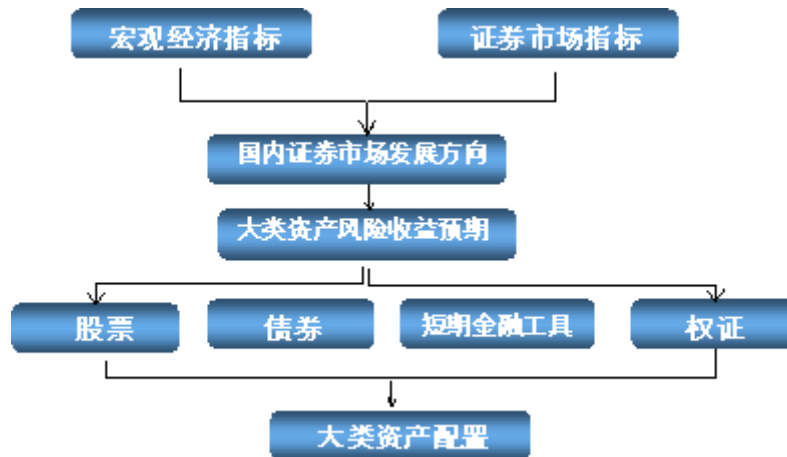 宏观经济指标
证券市场指标
国内证券市场发展方向
大类资产风险收益预期
股票
债券
短期金融工具
权证
大类资产配置